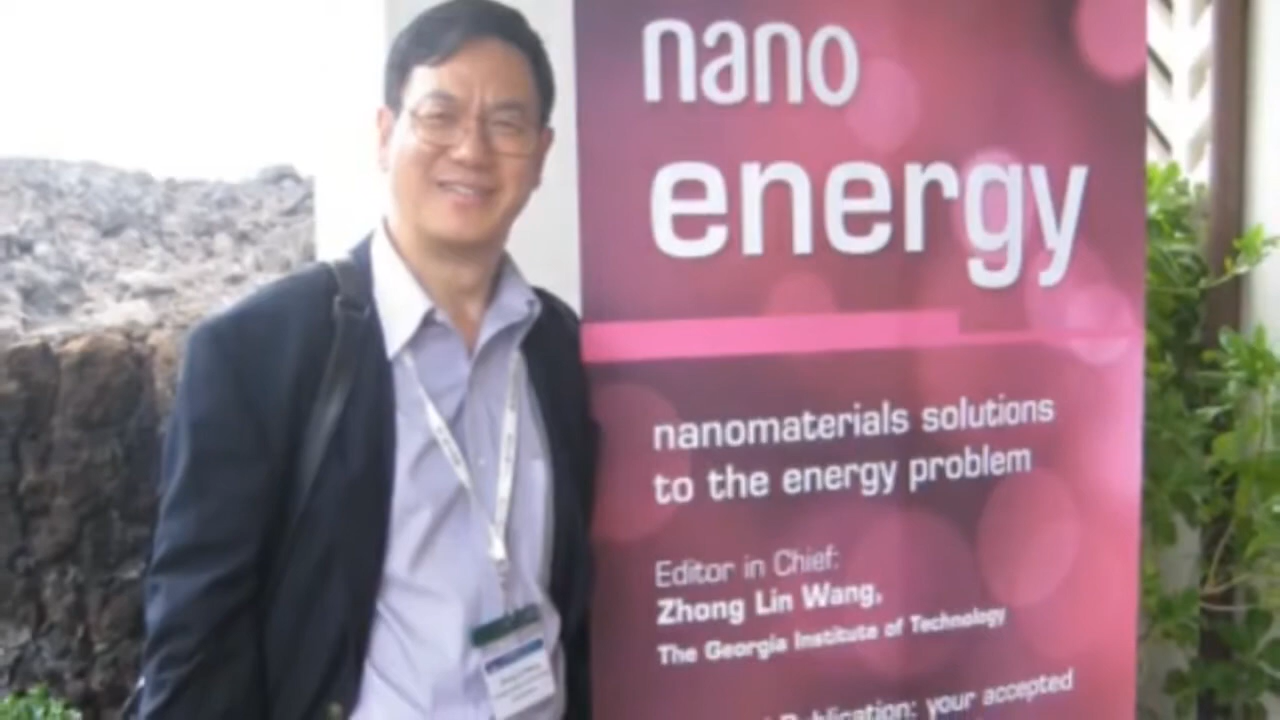 nano
energy
nanomaterials solutions
to the energy problem
Editor in Chief:
Zhong Lin Wang,
The Georgia Institute of Technology
Publication: your accepted